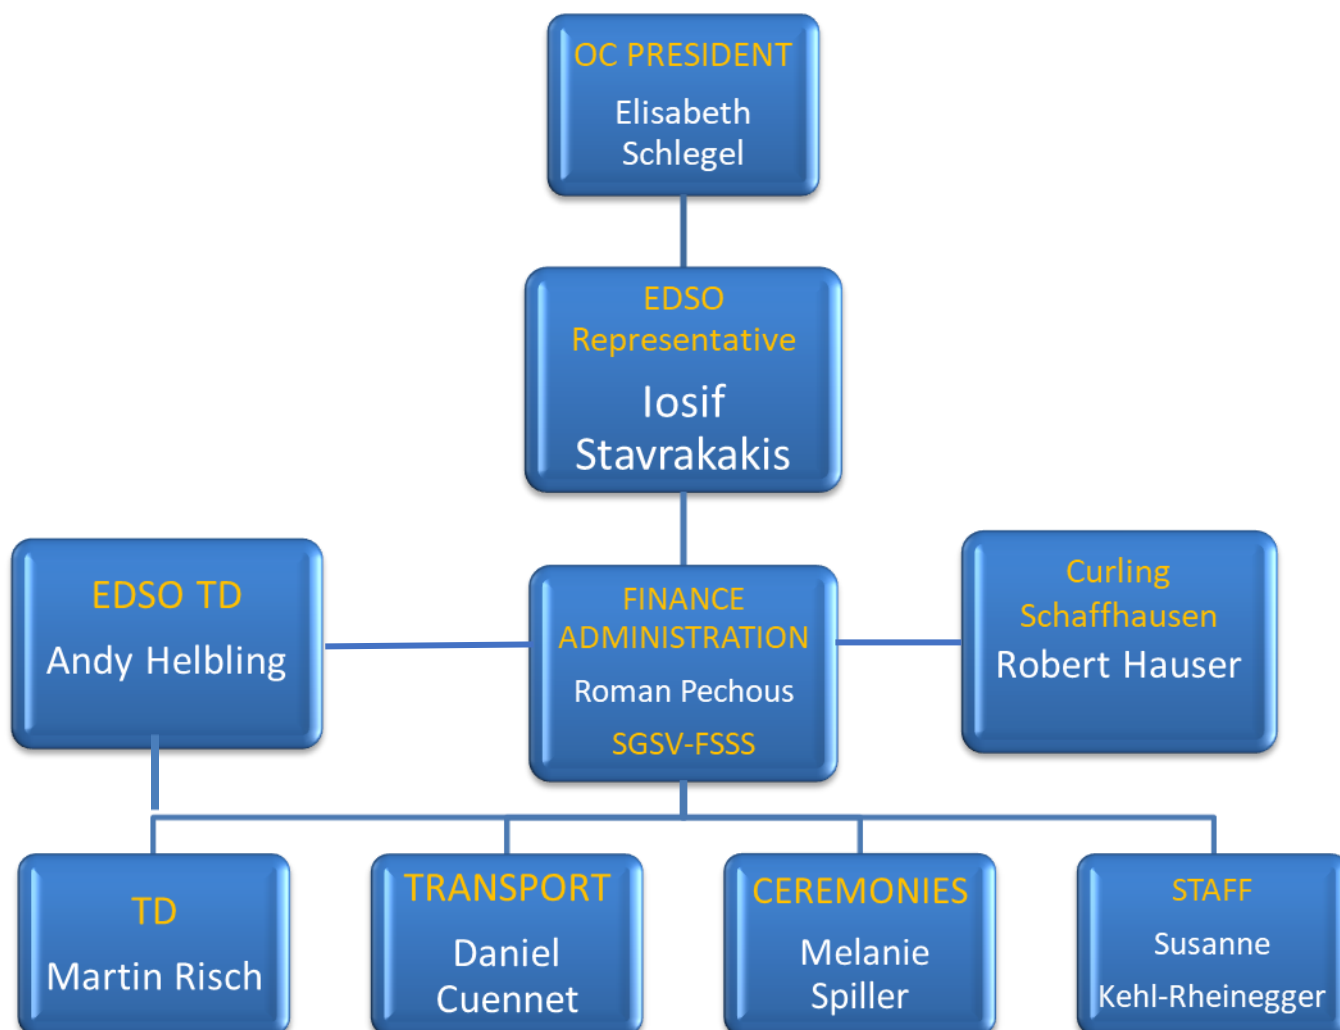 OC PRESIDENT
Elisabeth
Schlegel
EDSO
Representative
Iosif
Stavrakakis
EDSO TD
Andy Helbling
FINANCE
ADMINISTRATION
Roman Pechous
SGSV-FSSS
Curling
Schaffhausen
Robert Hauser
TD
Martin Risch
TRANSPORT
Daniel
Cuennet
CEREMONIES
Melanie
Spiller
STAFF
Susanne
Kehl-Rheinegger